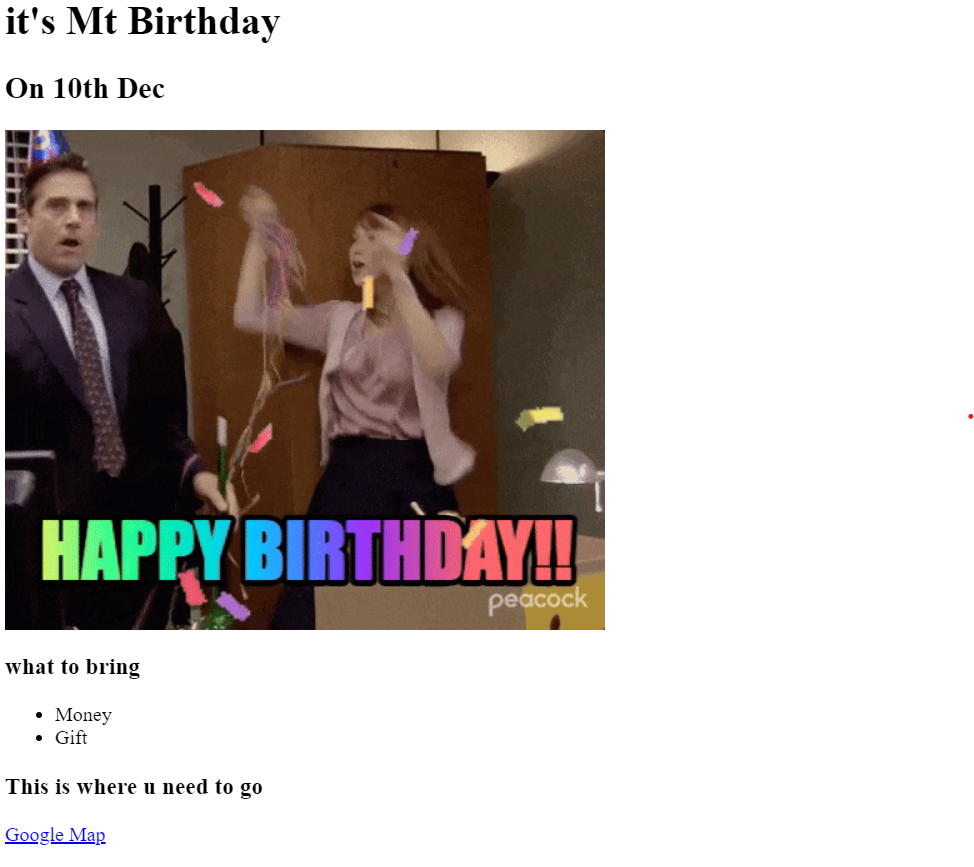 it's Mt Birthday
On 10th Dec
HAPPY BIRTHDAY!!
peacock
what to bring
Money
Gift
This is where u need to go
Google Map